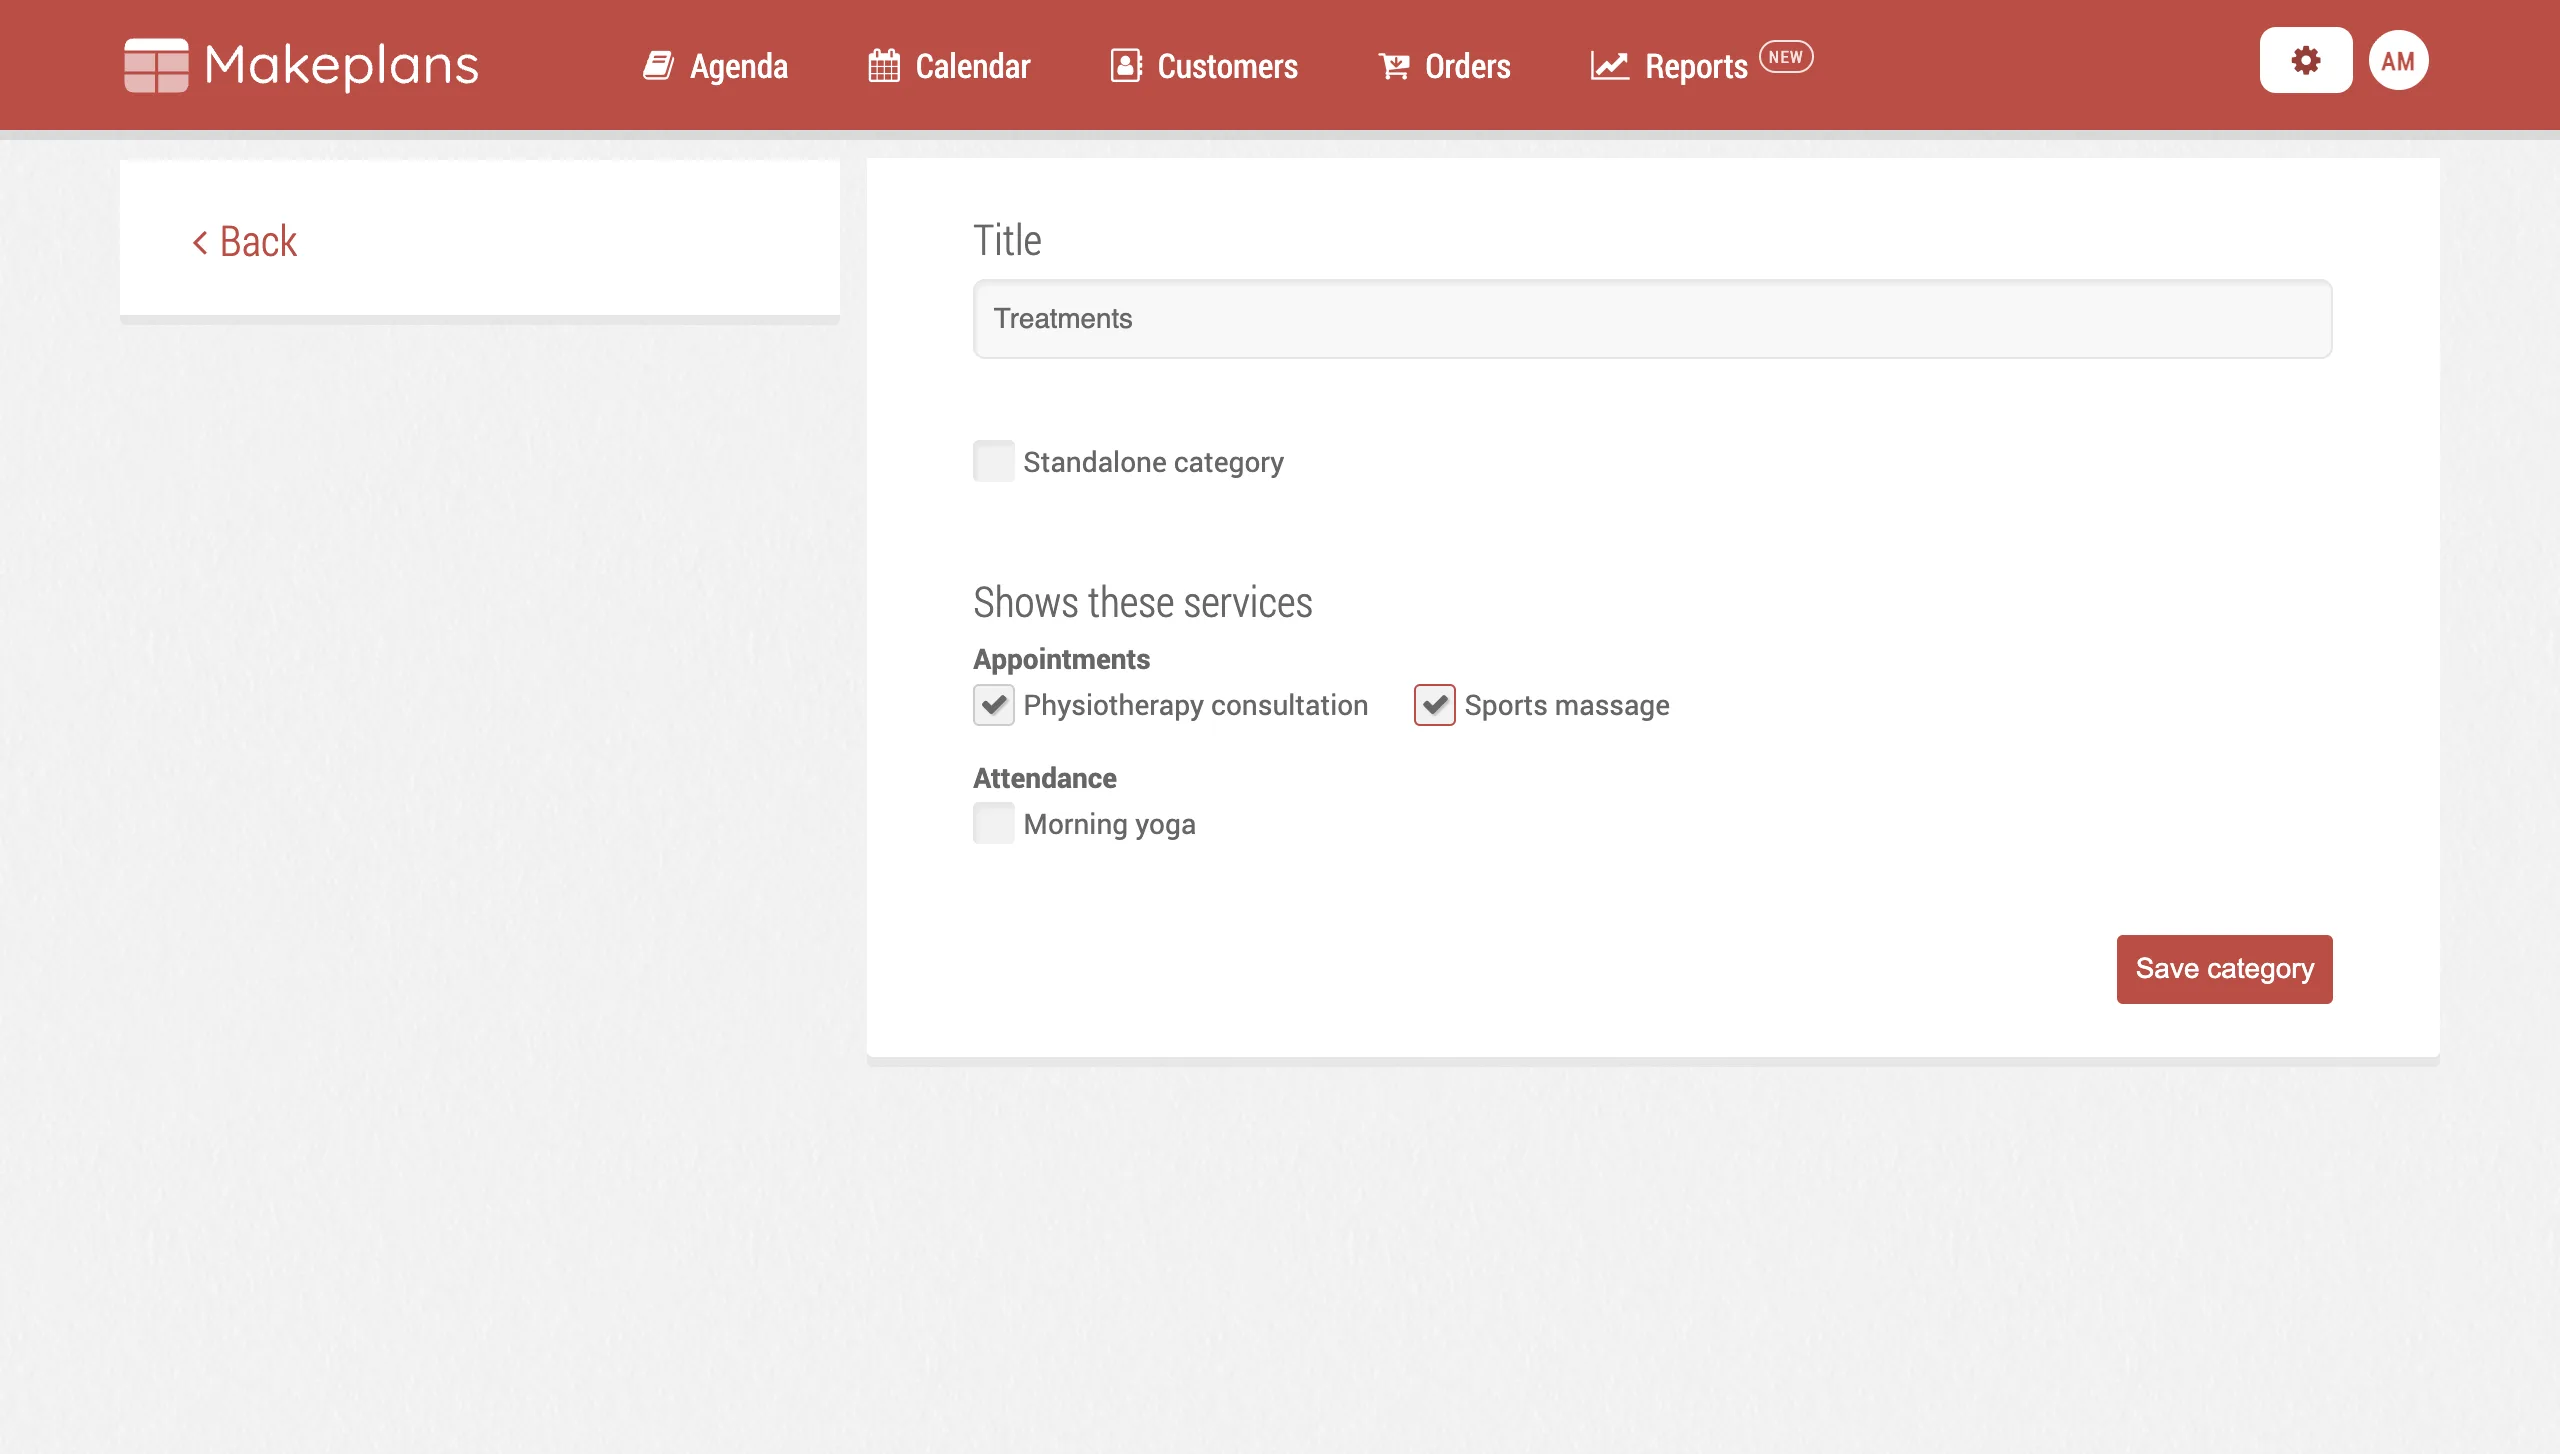 Makeplans
Agenda
Calendar
Customers
Orders
Reports NEW
AM
Back
Title
Treatments
Standalone category
Shows these services
Appointments
Physiotherapy consultation Sports massage
Attendance
Morning yoga
Save category